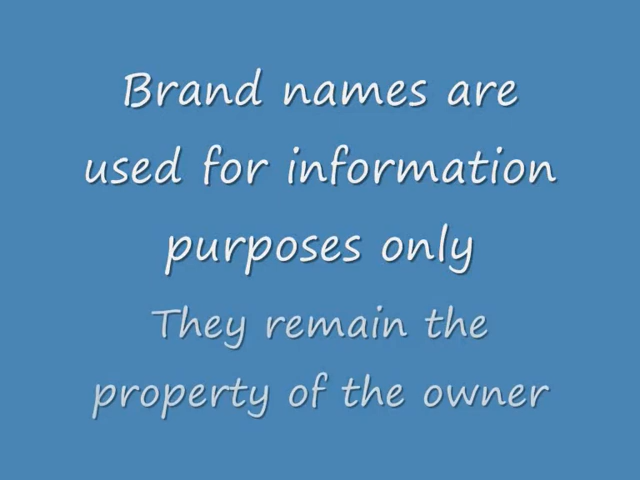 Brand names are
used for information
purposes only
They remain the
property of the owner